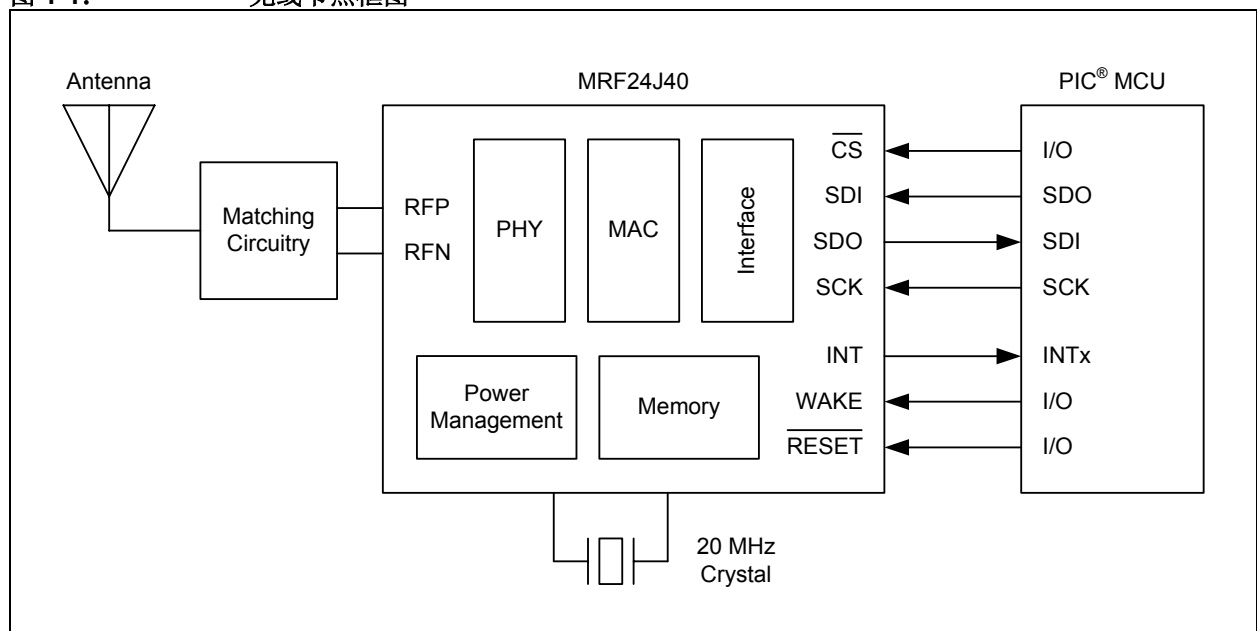 Antenna
MRF24J40
PIC® MCU
Matching
Circuitry
RFP
RFN
PHY
MAC
Interface
CS
SDI
SDO
SCK
INT
WAKE
RESET
I/O
SDO
SDI
SCK
INTx
I/O
I/O
Power
Management
Memory
20 MHz
Crystal